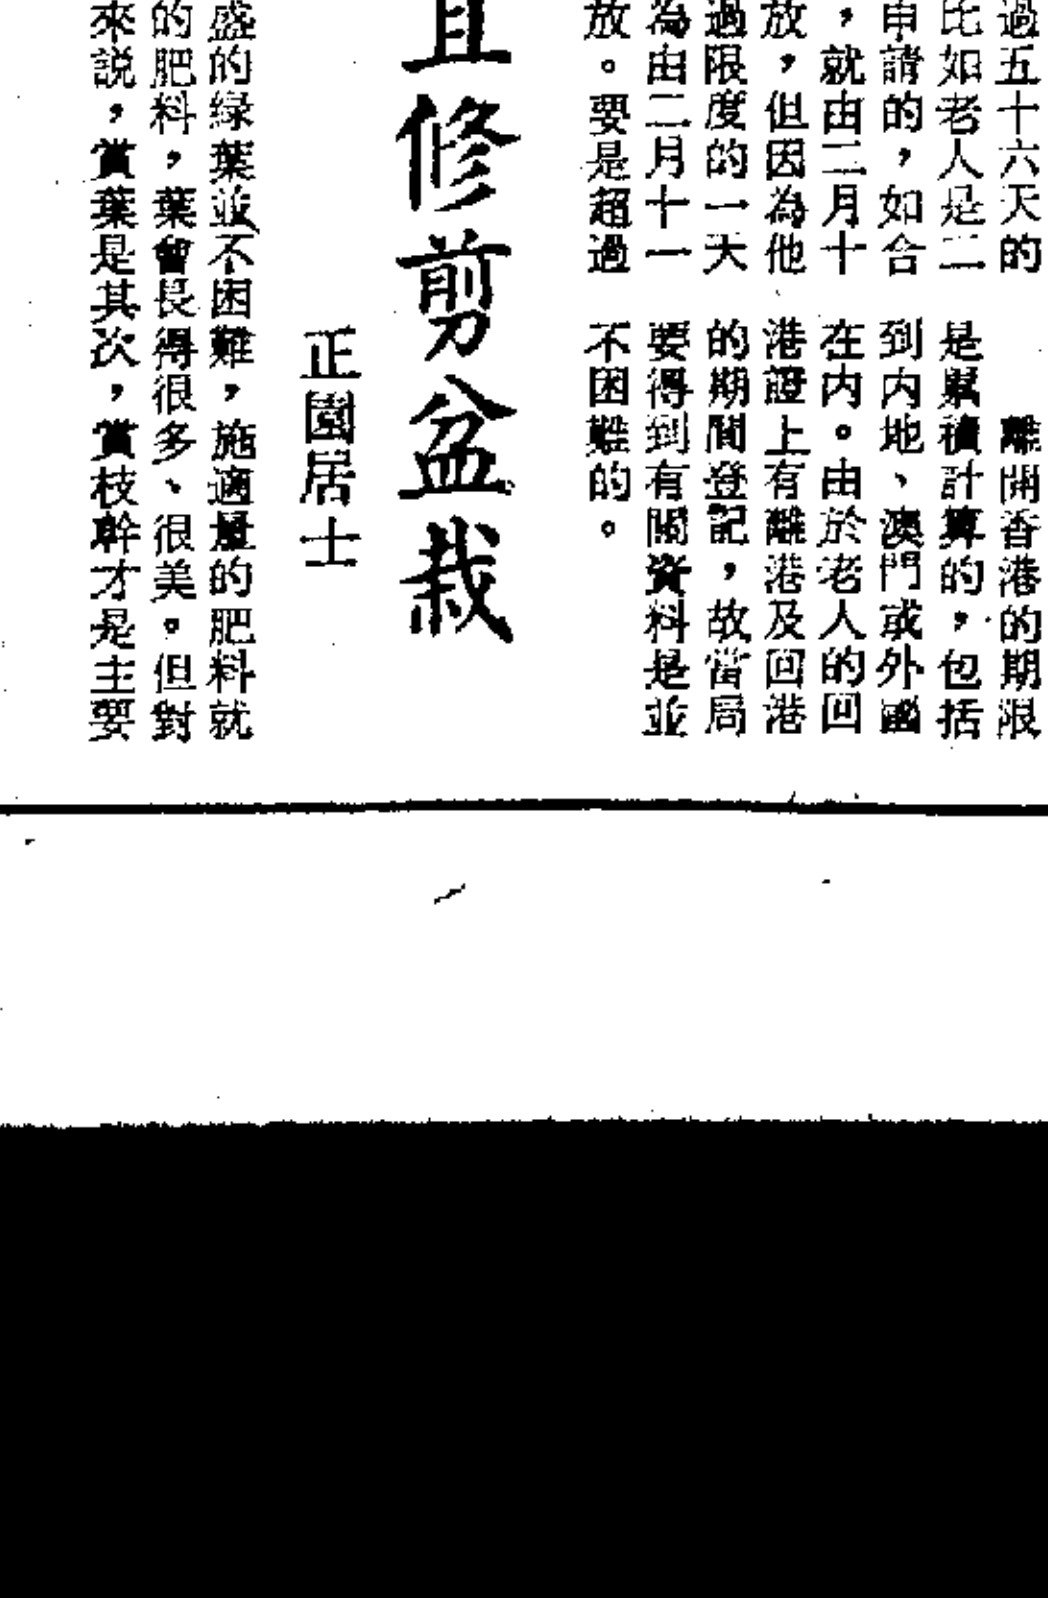 過五十六天的
比如老人是二
申請的，如合
，就由二月十
放，但因為他
過限度的一天
為由二月十一
放。要是超過
離開香港的期限
是累積計算的，包括
到內地、澳門或外國
在內。由於老人的回
港證上有離港及回港
的期間登記，故當局
要得到有關資料是並
不困難的。
且修剪盆栽
正園居士
盛的綠葉並不困難，施適量的肥料就
的肥料，葉會長得很多、很美。但對
來説，賞葉是其次，賞枝幹才是主要